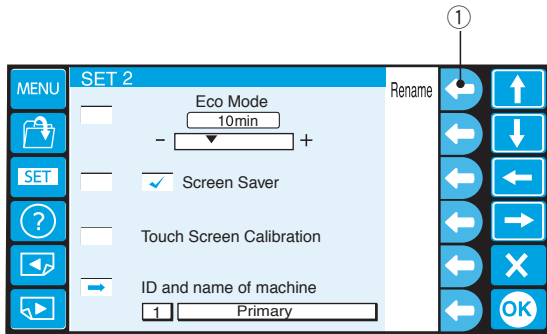 ①
MENU
SET 2
Rename
Eco Mode
10min
− +
SET
Screen Saver
?
Touch Screen Calibration
ID and name of machine
1 Primary
OK